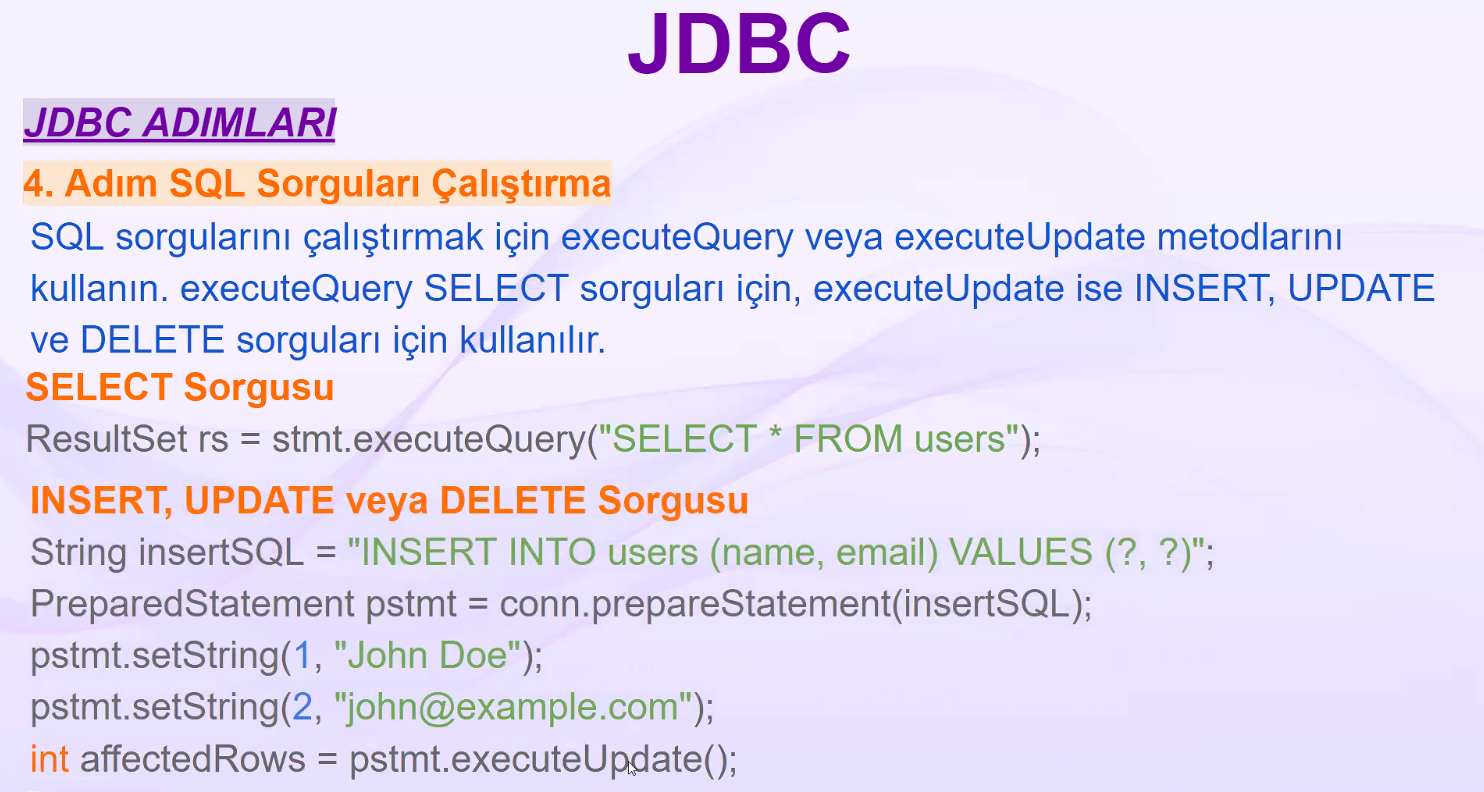 JDBC
JDBC ADIMLARI
4. Adım SQL Sorguları Çalıştırma
SQL sorgularını çalıştırmak için executeQuery veya executeUpdate metodlarını
kullanın. executeQuery SELECT sorguları için, executeUpdate ise INSERT, UPDATE
ve DELETE sorguları için kullanılır.
SELECT Sorgusu
ResultSet rs = stmt.executeQuery("SELECT * FROM users");
INSERT, UPDATE veya DELETE Sorgusu
String insertSQL = "INSERT INTO users (name, email) VALUES (?, ?)";
PreparedStatement pstmt = conn.prepareStatement(insertSQL);
pstmt.setString(1, "John Doe");
pstmt.setString(2, "john@example.com");
int affectedRows = pstmt.executeUpdate();